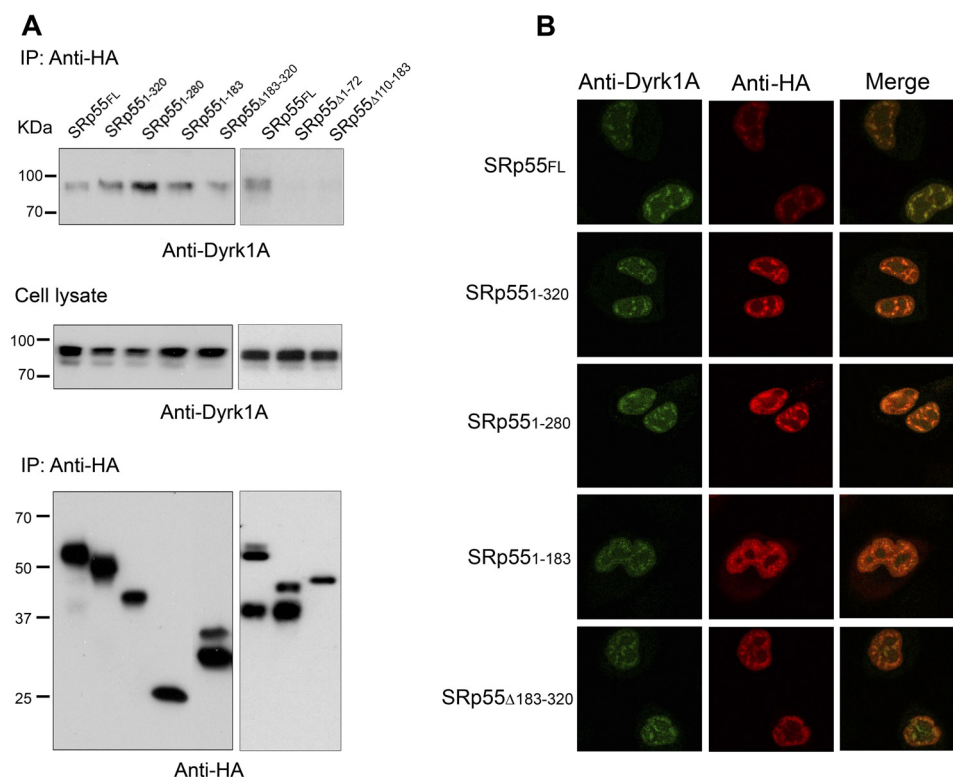 A
IP: Anti-HA
KDa
SRp55FL
SRp551-320
SRp551-280
SRp551-183
SRp55Δ183-320
SRp55FL
SRp55Δ1-72
SRp55Δ110-183
100
70
Anti-Dyrk1A
Cell lysate
100
70
Anti-Dyrk1A
IP: Anti-HA
70
50
37
25
Anti-HA
B
Anti-Dyrk1A Anti-HA Merge
SRp55FL
SRp551-320
SRp551-280
SRp551-183
SRp55Δ183-320